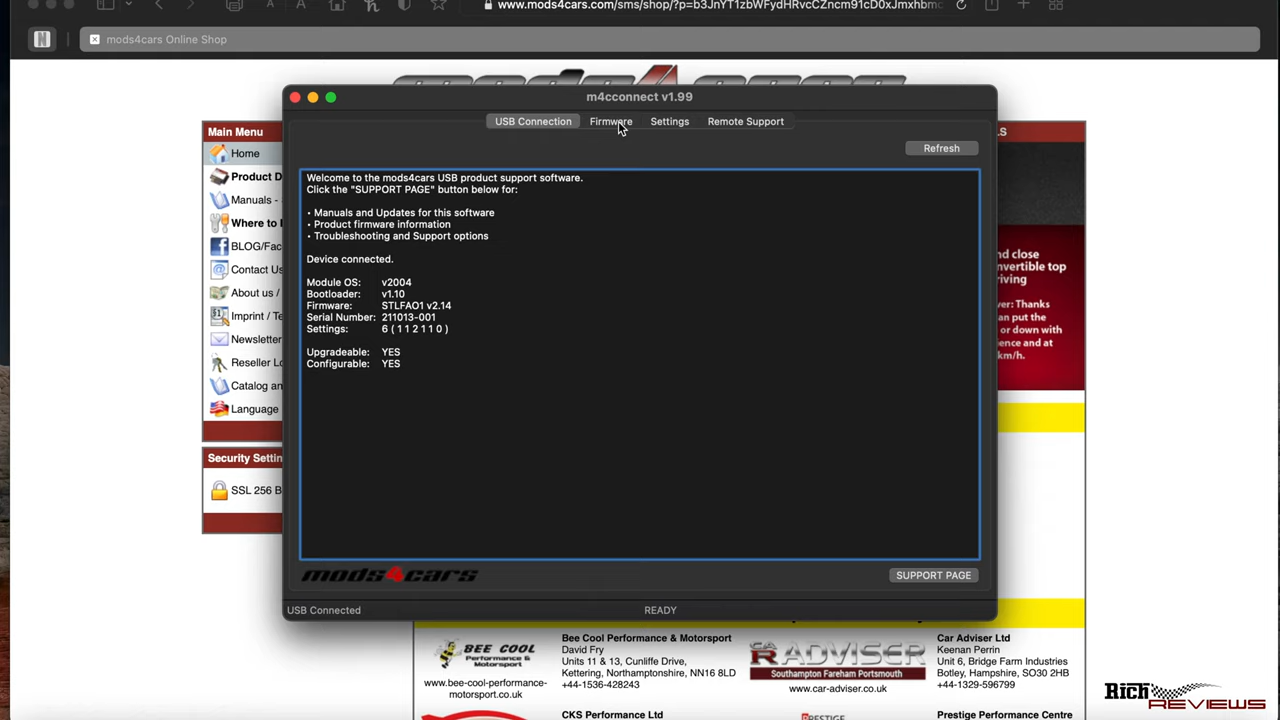 www.mods4cars.com/sms/shop/?p=b3JnYT1zbWFydHRvcCZncm91cD0xJmxhbmc
N
mods4cars Online Shop
m4cconnect v1.99
USB Connection
Firmware
Settings
Remote Support
Refresh
Welcome to the mods4cars USB product support software.
Click the "SUPPORT PAGE" button below for:
• Manuals and Updates for this software
• Product firmware information
• Troubleshooting and Support options
Device connected.
Module OS: v2004
Bootloader: v1.10
Firmware: STLFAO1 v2.14
Serial Number: 211013-001
Settings: 6 ( 1 1 2 1 1 0 )
Upgradeable: YES
Configurable: YES
mods4cars
SUPPORT PAGE
USB Connected
READY
Main Menu
Home
Product D
Manuals -
Where to
BLOG/Fac
Contact Us
About us /
Imprint / Te
Newsletter
Reseller Lo
Catalog an
Language
Security Settin
SSL 256 B
LS
and close
nvertible top
riving
ver: Thanks
an put the
or down with
ience and at
km/h.
BEE COOL
Performance &
Motorsport
www.bee-cool-performance-
motorsport.co.uk
Bee Cool Performance & Motorsport
David Fry
Units 11 & 13, Cunliffe Drive,
Kettering, Northonptonshire, NN16 8LD
+44-1536-428243
CAR ADVISER
Southampton Fareham Portsmouth
www.car-adviser.co.uk
Car Adviser Ltd
Keenan Perrin
Unit 6, Bridge Farm Industries
Botley, Hampshire, SO30 2HB
+44-1329-596799
CKS Performance Ltd
PRESTIGE
Prestige Performance Centre
Rich
REVIEWS